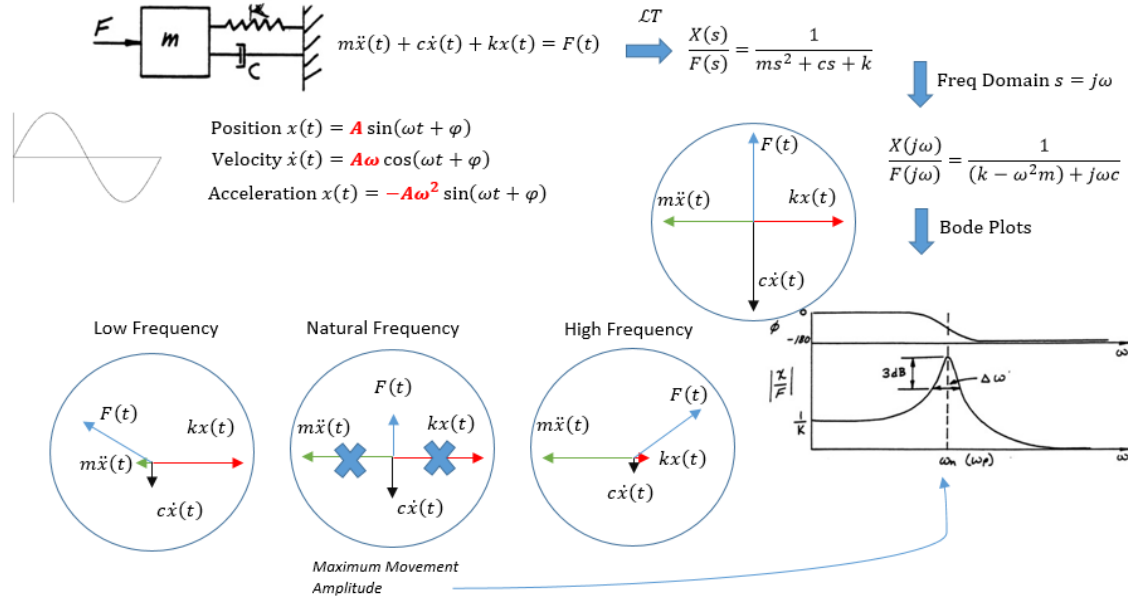 F
m
k
C
mẍ(t) + cẋ(t) + kx(t) = F(t)
ℒT
X(s)/F(s) = 1/(ms² + cs + k)
Freq Domain s = jω
Position x(t) = A sin(ωt + φ)
Velocity ẋ(t) = Aω cos(ωt + φ)
Acceleration x(t) = −Aω² sin(ωt + φ)
F(t)
mẍ(t)
kx(t)
cẋ(t)
X(jω)/F(jω) = 1/((k − ω²m) + jωc)
Bode Plots
Low Frequency
F(t)
kx(t)
mẍ(t)
cẋ(t)
Natural Frequency
F(t)
mẍ(t)
kx(t)
cẋ(t)
Maximum Movement
Amplitude
High Frequency
F(t)
mẍ(t)
kx(t)
cẋ(t)
0
φ
-180
ω
3dB
Δω
|x/F|
1/K
ωn (ωd)
ω